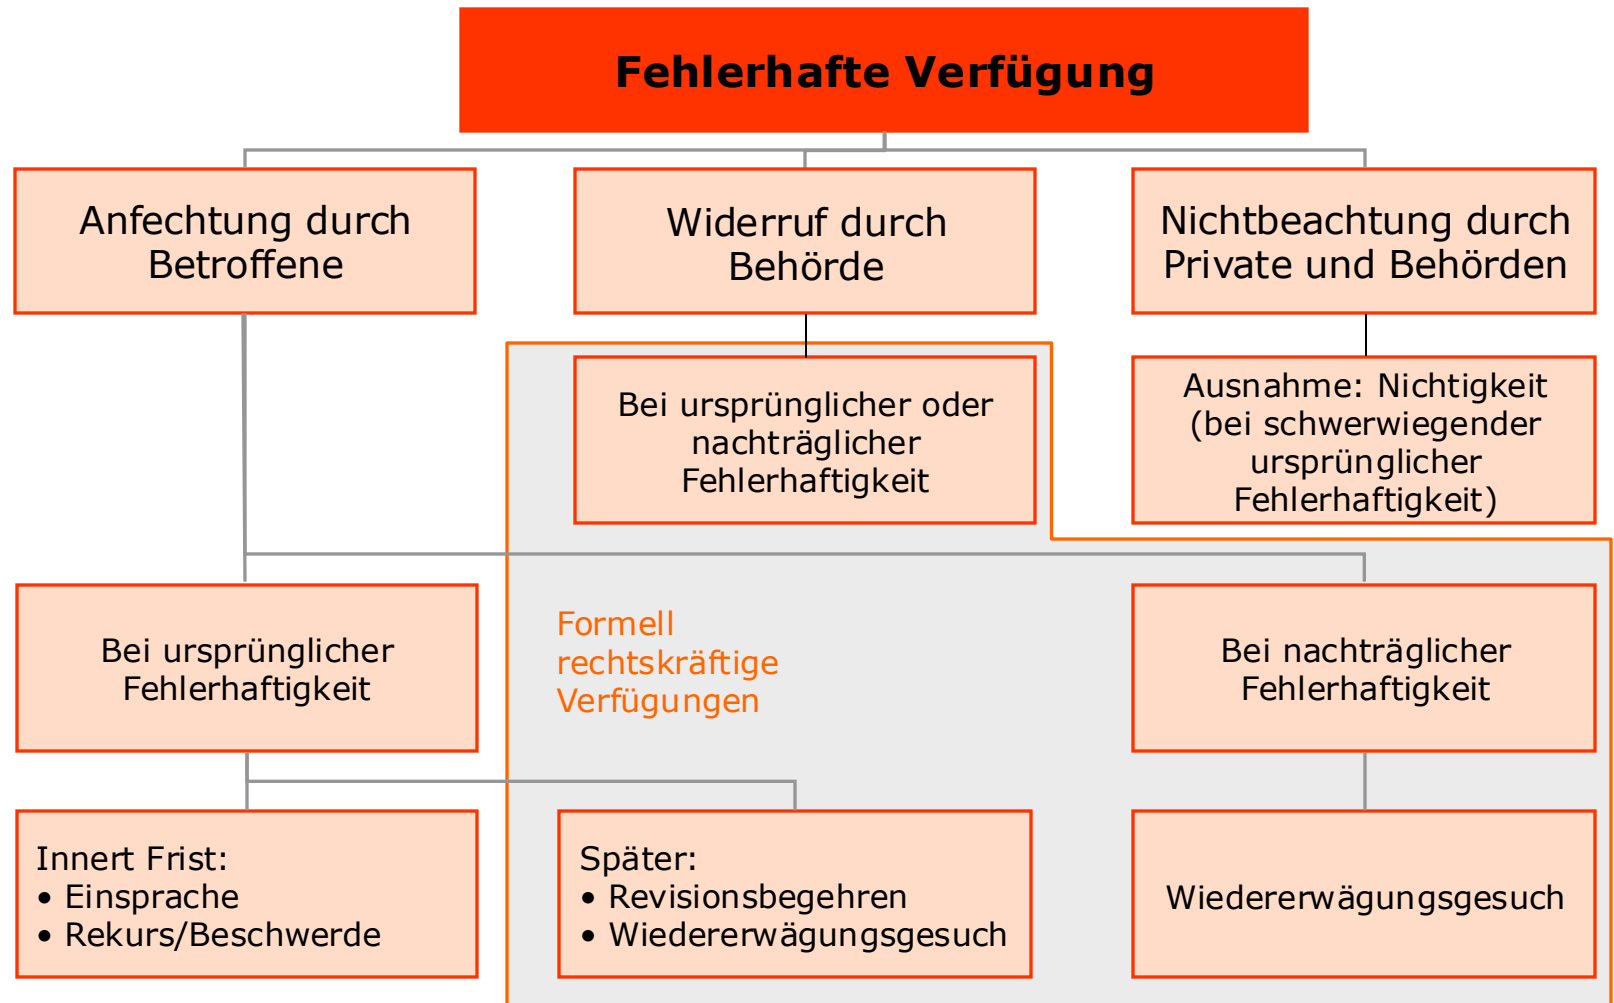 Fehlerhafte Verfügung
Anfechtung durch
Betroffene
Widerruf durch
Behörde
Nichtbeachtung durch
Private und Behörden
Bei ursprünglicher oder
nachträglicher
Fehlerhaftigkeit
Ausnahme: Nichtigkeit
(bei schwerwiegender
ursprünglicher
Fehlerhaftigkeit)
Bei ursprünglicher
Fehlerhaftigkeit
Formell
rechtskräftige
Verfügungen
Bei nachträglicher
Fehlerhaftigkeit
Innert Frist:
• Einsprache
• Rekurs/Beschwerde
Später:
• Revisionsbegehren
• Wiedererwägungsgesuch
Wiedererwägungsgesuch